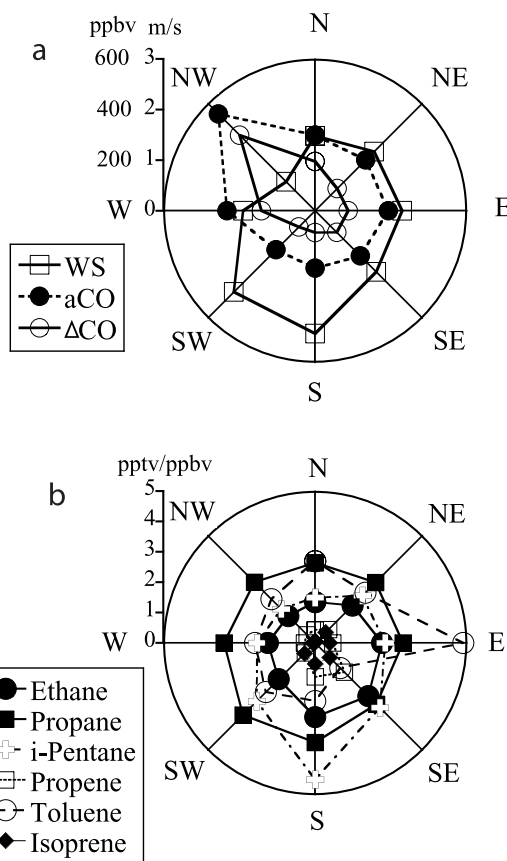 ppbv m/s
N
a
600 3
NW
NE
400 2
200 1
W
0
E
WS
aCO
ΔCO
SW
SE
S
pptv/ppbv
N
b
5
NW
NE
4
3
2
1
W
0
E
Ethane
Propane
i-Pentane
Propene
Toluene
Isoprene
SW
SE
S